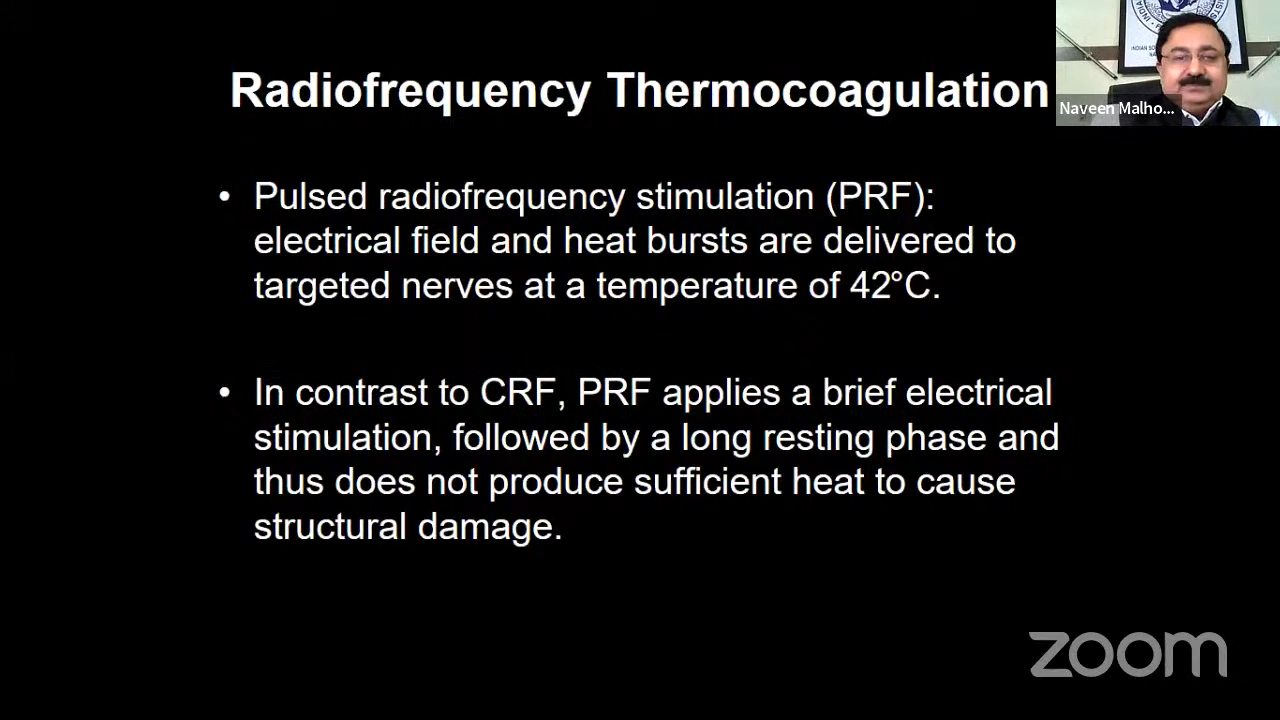 Radiofrequency Thermocoagulation
Naveen Malho...
• Pulsed radiofrequency stimulation (PRF):
electrical field and heat bursts are delivered to
targeted nerves at a temperature of 42°C.
• In contrast to CRF, PRF applies a brief electrical
stimulation, followed by a long resting phase and
thus does not produce sufficient heat to cause
structural damage.
zoom